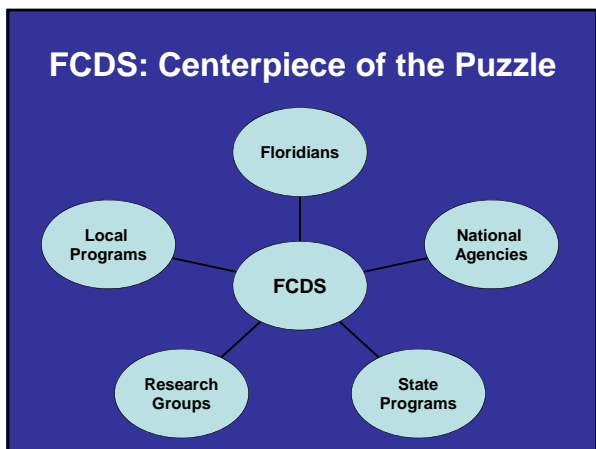 FCDS: Centerpiece of the Puzzle
Floridians
Local
Programs
National
Agencies
FCDS
Research
Groups
State
Programs